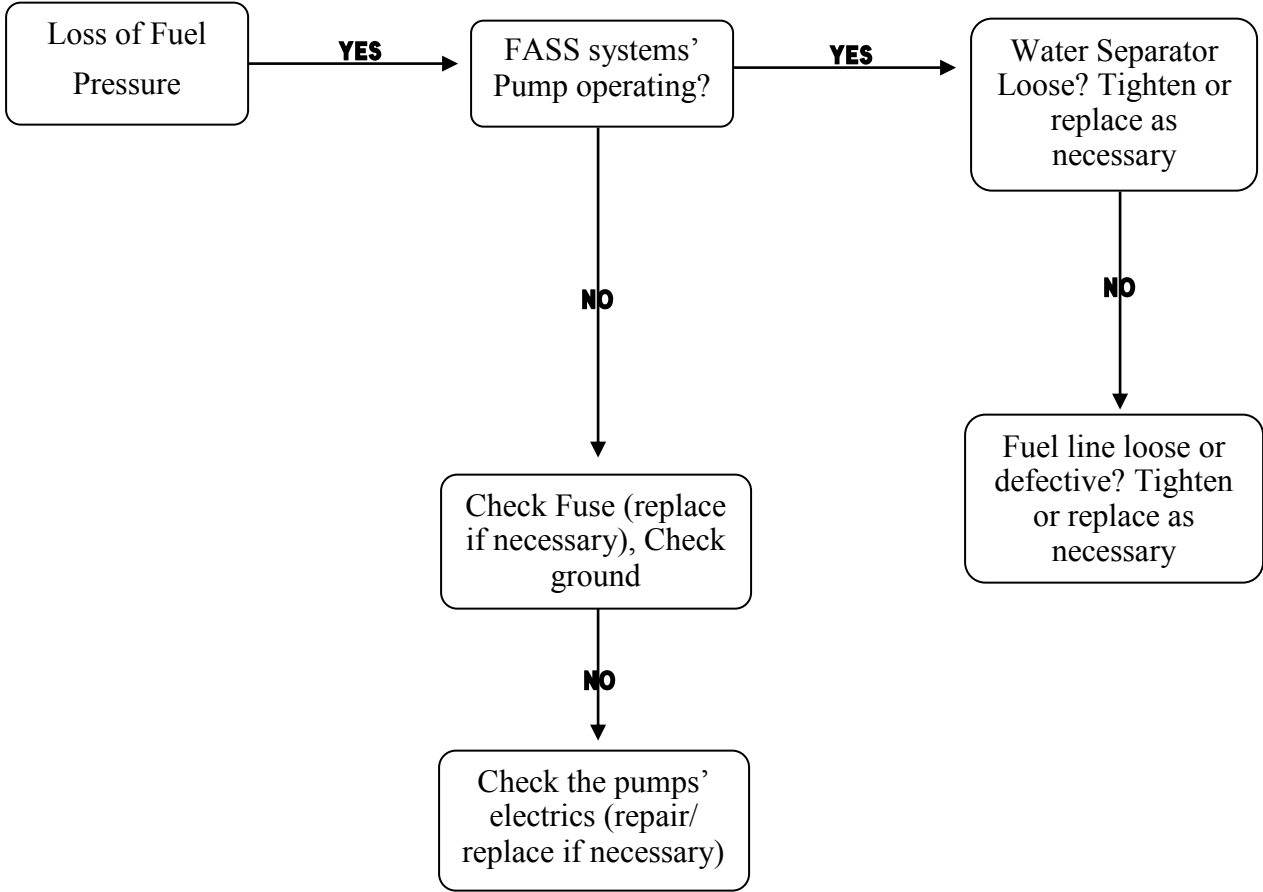 Loss of Fuel
Pressure
YES
FASS systems’
Pump operating?
YES
Water Separator
Loose? Tighten or
replace as
necessary
NO
NO
Fuel line loose or
defective? Tighten
or replace as
necessary
Check Fuse (replace
if necessary), Check
ground
NO
Check the pumps’
electrics (repair/
replace if necessary)